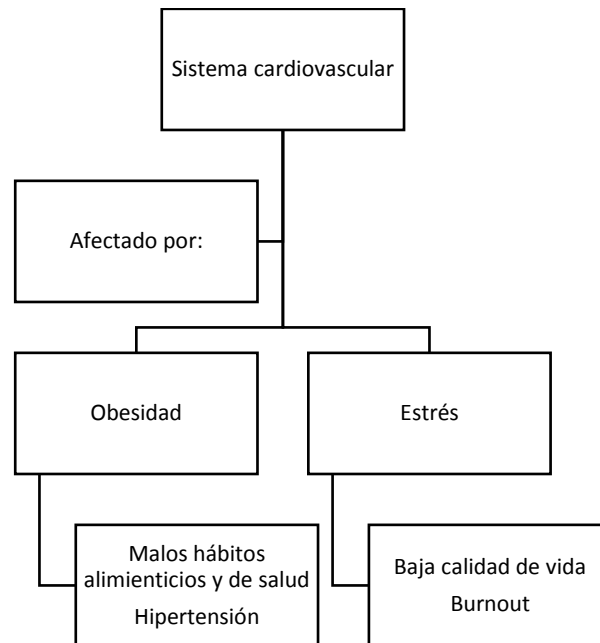 Sistema cardiovascular
Afectado por:
Obesidad
Estrés
Malos hábitos
alimienticios y de salud
Hipertensión
Baja calidad de vida
Burnout